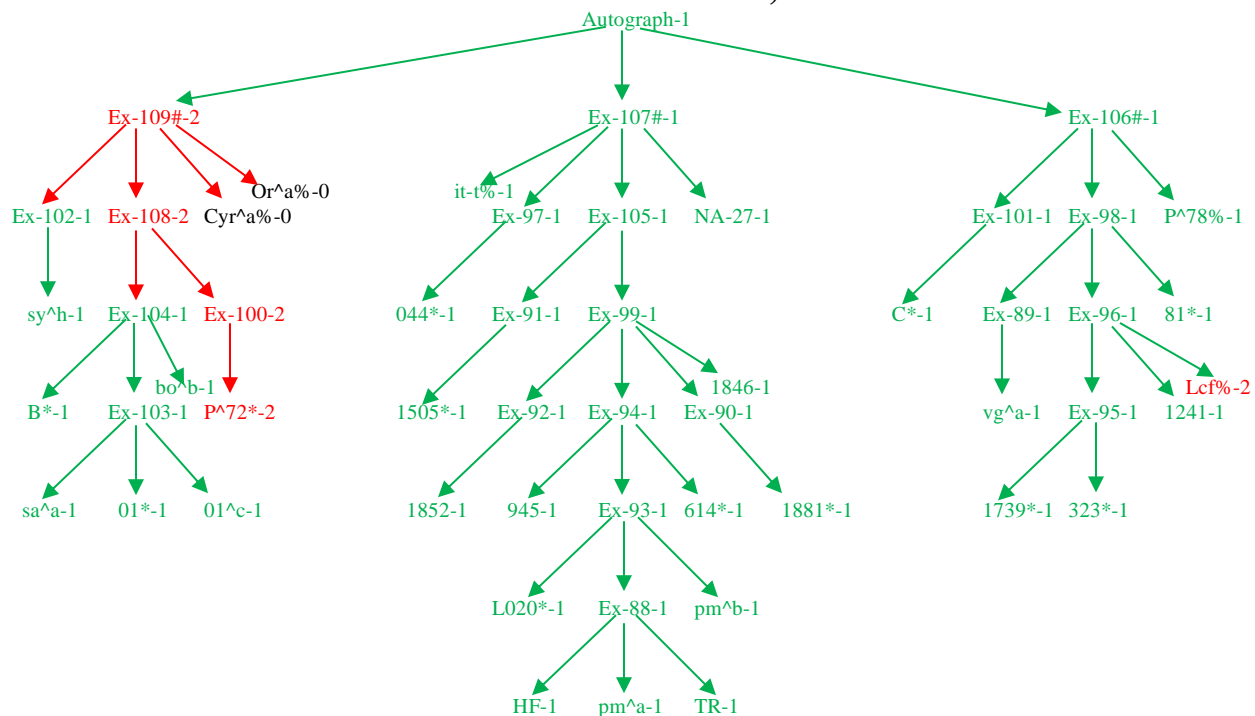 Autograph-1
Ex-109#-2 Ex-107#-1 Ex-106#-1
Or^a%-0 it-t%-1
Ex-102-1 Ex-108-2 Cyr^a%-0 Ex-97-1 Ex-105-1 NA-27-1 Ex-101-1 Ex-98-1 P^78%-1
sy^h-1 Ex-104-1 Ex-100-2 044*-1 Ex-91-1 Ex-99-1 C*-1 Ex-89-1 Ex-96-1 81*-1
bo^b-1 1846-1 Lcf%-2
B*-1 Ex-103-1 P^72*-2 1505*-1 Ex-92-1 Ex-94-1 Ex-90-1 vg^a-1 Ex-95-1 1241-1
sa^a-1 01*-1 01^c-1 1852-1 945-1 Ex-93-1 614*-1 1881*-1 1739*-1 323*-1
L020*-1 Ex-88-1 pm^b-1
HF-1 pm^a-1 TR-1